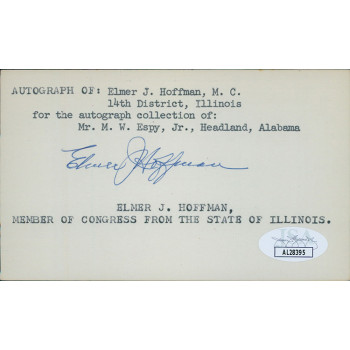 AUTOGRAPH OF: Elmer J. Hoffman, M. C.
14th District, Illinois
for the autograph collection of:
Mr. M. W. Espy, Jr., Headland, Alabama
Elmer J Hoffman
ELMER J. HOFFMAN,
MEMBER OF CONGRESS FROM THE STATE OF ILLINOIS.
JSA
AL28395